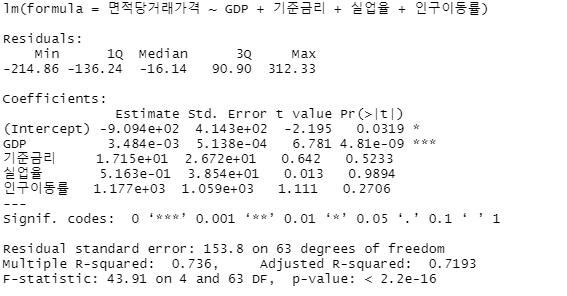 lm(formula = 면적당거래가격 ~ GDP + 기준금리 + 실업율 + 인구이동률)
Residuals:
Min 1Q Median 3Q Max
-214.86 -136.24 -16.14 90.90 312.33
Coefficients:
Estimate Std. Error t value Pr(>|t|)
(Intercept) -9.094e+02 4.143e+02 -2.195 0.0319 *
GDP 3.484e-03 5.138e-04 6.781 4.81e-09 ***
기준금리 1.715e+01 2.672e+01 0.642 0.5233
실업율 5.163e-01 3.854e+01 0.013 0.9894
인구이동률 1.177e+03 1.059e+03 1.111 0.2706
---
Signif. codes: 0 ‘***’ 0.001 ‘**’ 0.01 ‘*’ 0.05 ‘.’ 0.1 ‘ ’ 1
Residual standard error: 153.8 on 63 degrees of freedom
Multiple R-squared: 0.736, Adjusted R-squared: 0.7193
F-statistic: 43.91 on 4 and 63 DF, p-value: < 2.2e-16